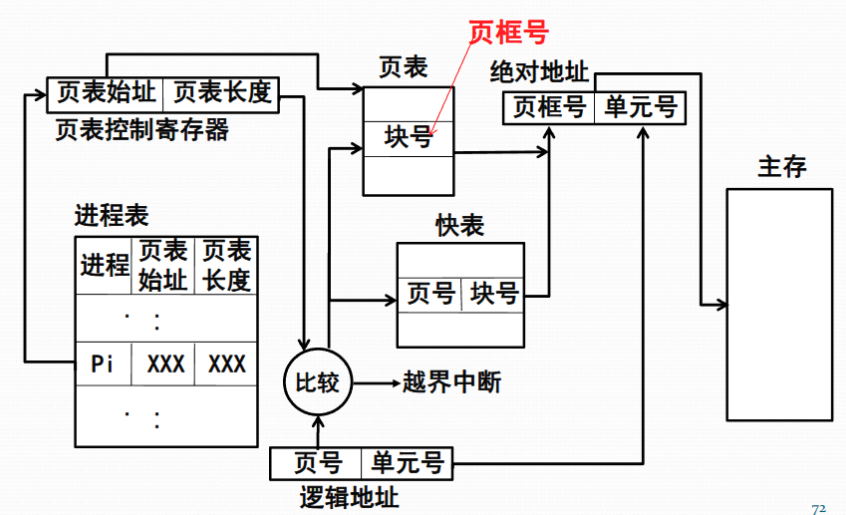 页框号
页表
绝对地址
页表始址 页表长度
页框号 单元号
页表控制寄存器
块号
主存
进程表
快表
进程 页表始址 页表长度
页号 块号
Pi XXX XXX
比较
越界中断
页号 单元号
逻辑地址
72